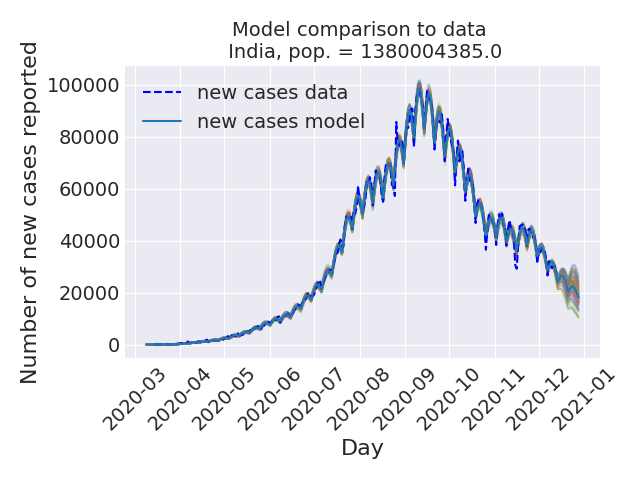 Model comparison to data
India, pop. = 1380004385.0
Number of new cases reported
100000
80000
60000
40000
20000
0
new cases data
new cases model
2020-03
2020-04
2020-05
2020-06
2020-07
2020-08
2020-09
2020-10
2020-11
2020-12
2021-01
Day